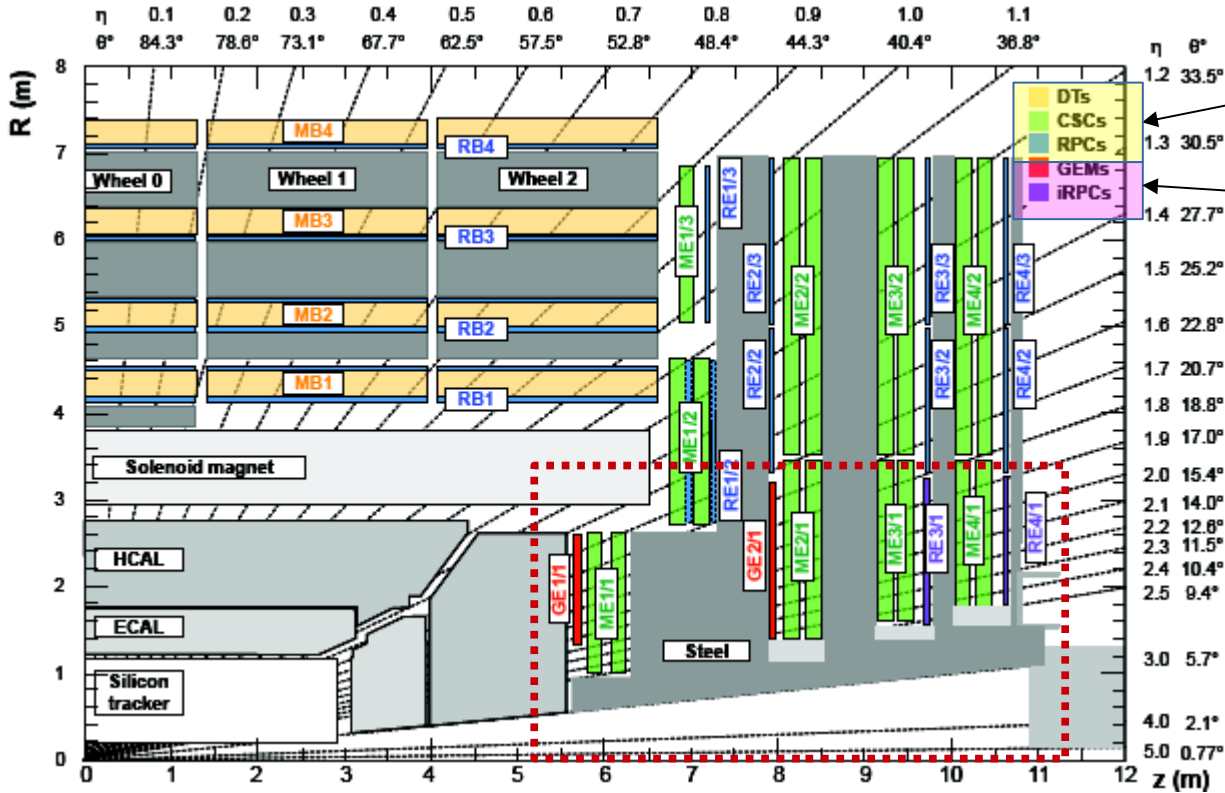 η 0.1 0.2 0.3 0.4 0.5 0.6 0.7 0.8 0.9 1.0 1.1
θ° 84.3° 78.6° 73.1° 67.7° 62.5° 57.5° 52.8° 48.4° 44.3° 40.4° 36.8° η θ°
R (m)
8
7
6
5
4
3
2
1
0
1.2 33.5°
1.3 30.5°
1.4 27.7°
1.5 25.2°
1.6 22.8°
1.7 20.7°
1.8 18.8°
1.9 17.0°
2.0 15.4°
2.1 14.0°
2.2 12.6°
2.3 11.5°
2.4 10.4°
2.5 9.4°
3.0 5.7°
4.0 2.1°
5.0 0.77°
DTs
CSCs
RPCs
GEMs
iRPCs
MB4
RB4
Wheel 0
Wheel 1
Wheel 2
MB3
RB3
MB2
RB2
MB1
RB1
Solenoid magnet
HCAL
ECAL
Silicon
tracker
Steel
ME1/3
RE1/3
RE2/3
ME2/2
ME3/2
RE3/3
ME4/2
RE4/3
RE2/2
RE3/2
RE4/2
ME1/2
RE1/2
GE1/1
ME1/1
GE2/1
ME2/1
ME3/1
RE3/1
ME4/1
RE4/1
0 1 2 3 4 5 6 7 8 9 10 11 12
z (m)